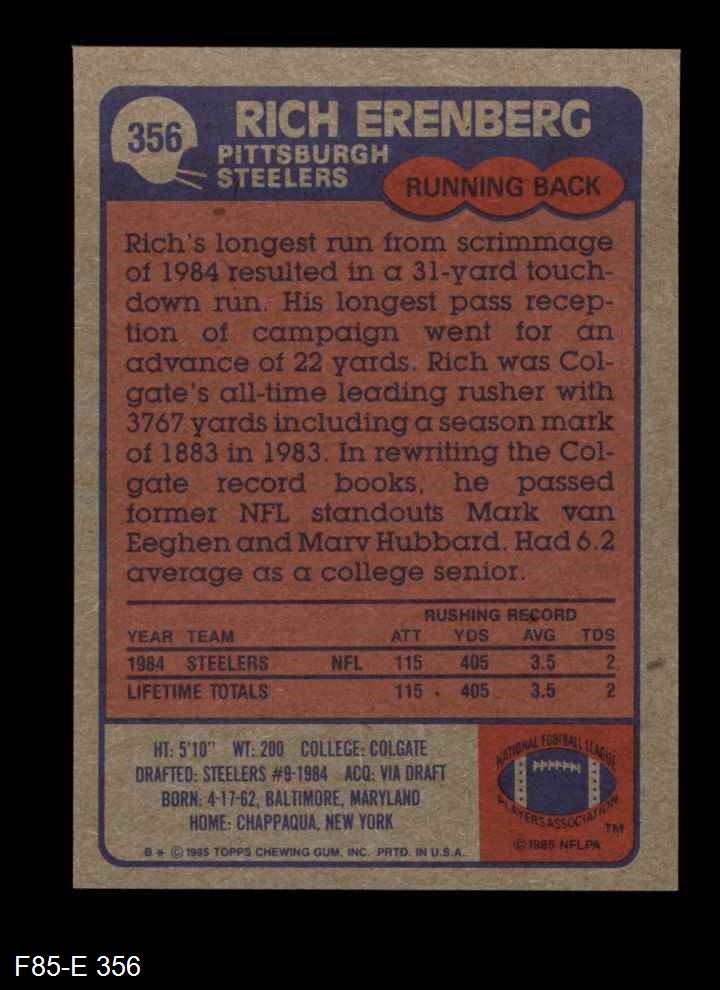 356
RICH ERENBERG
PITTSBURGH
STEELERS
RUNNING BACK
Rich's longest run from scrimmage
of 1984 resulted in a 31-yard touch-
down run. His longest pass recep-
tion of campaign went for an
advance of 22 yards. Rich was Col-
gate's all-time leading rusher with
3767 yards including a season mark
of 1883 in 1983. In rewriting the Col-
gate record books, he passed
former NFL standouts Mark van
Eeghen and Marv Hubbard. Had 6.2
average as a college senior.
RUSHING RECORD
YEAR TEAM ATT YDS AVG TDS
1984 STEELERS NFL 115 405 3.5 2
LIFETIME TOTALS 115 405 3.5 2
HT: 5'10" WT: 200 COLLEGE: COLGATE
DRAFTED: STEELERS #9-1984 ACQ: VIA DRAFT
BORN: 4-17-62, BALTIMORE, MARYLAND
HOME: CHAPPAQUA, NEW YORK
B * © 1985 TOPPS CHEWING GUM, INC. PRTD. IN U.S.A.
NATIONAL FOOTBALL LEAGUE
PLAYERS ASSOCIATION
TM
© 1985 NFLPA
F85-E 356